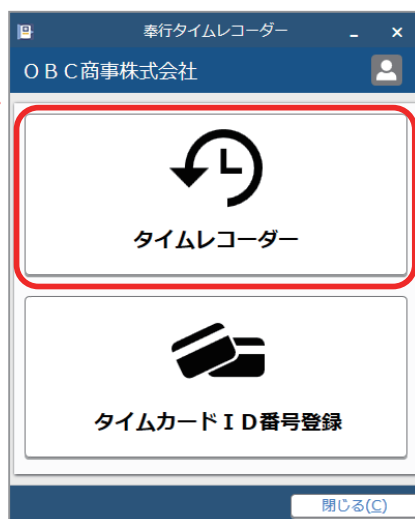 奉行タイムレコーダー
ＯＢＣ商事株式会社
タイムレコーダー
タイムカードＩＤ番号登録
閉じる(C)